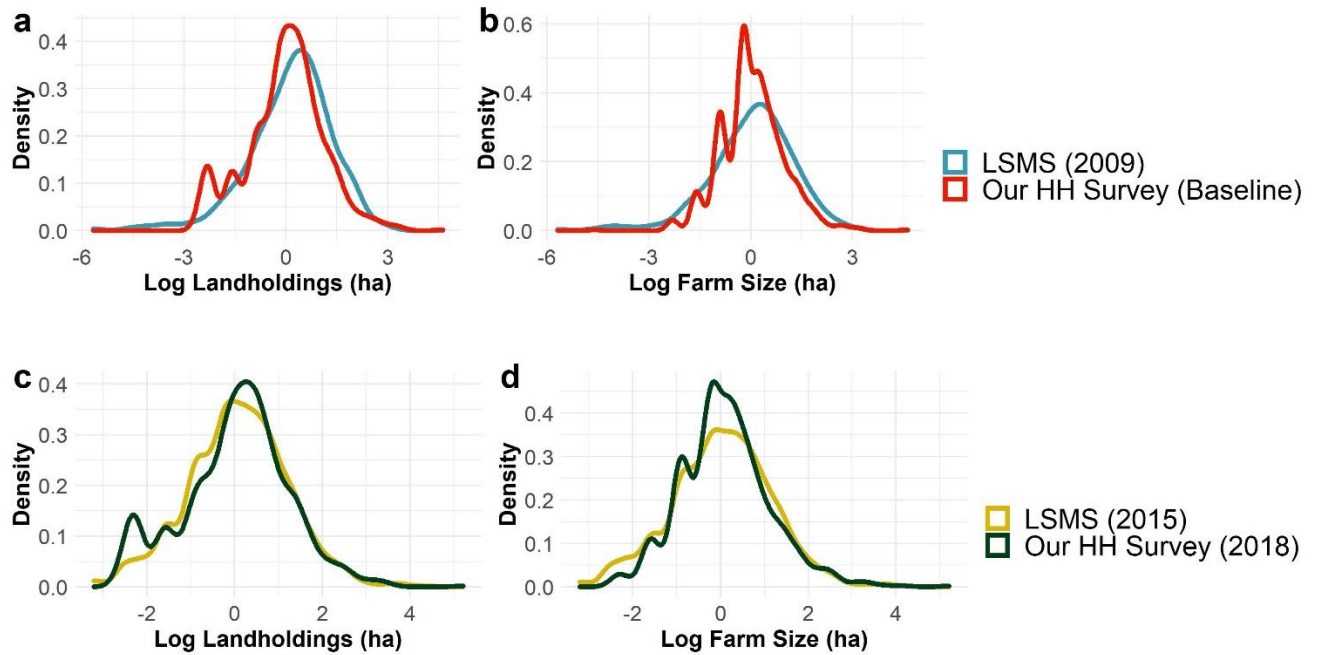 a
0.4
0.3
0.2
0.1
0.0
Density
-6 -3 0 3
Log Landholdings (ha)
b
0.6
0.4
0.2
0.0
Density
-6 -3 0 3
Log Farm Size (ha)
LSMS (2009)
Our HH Survey (Baseline)
c
0.4
0.3
0.2
0.1
0.0
Density
-2 0 2 4
Log Landholdings (ha)
d
0.4
0.3
0.2
0.1
0.0
Density
-2 0 2 4
Log Farm Size (ha)
LSMS (2015)
Our HH Survey (2018)